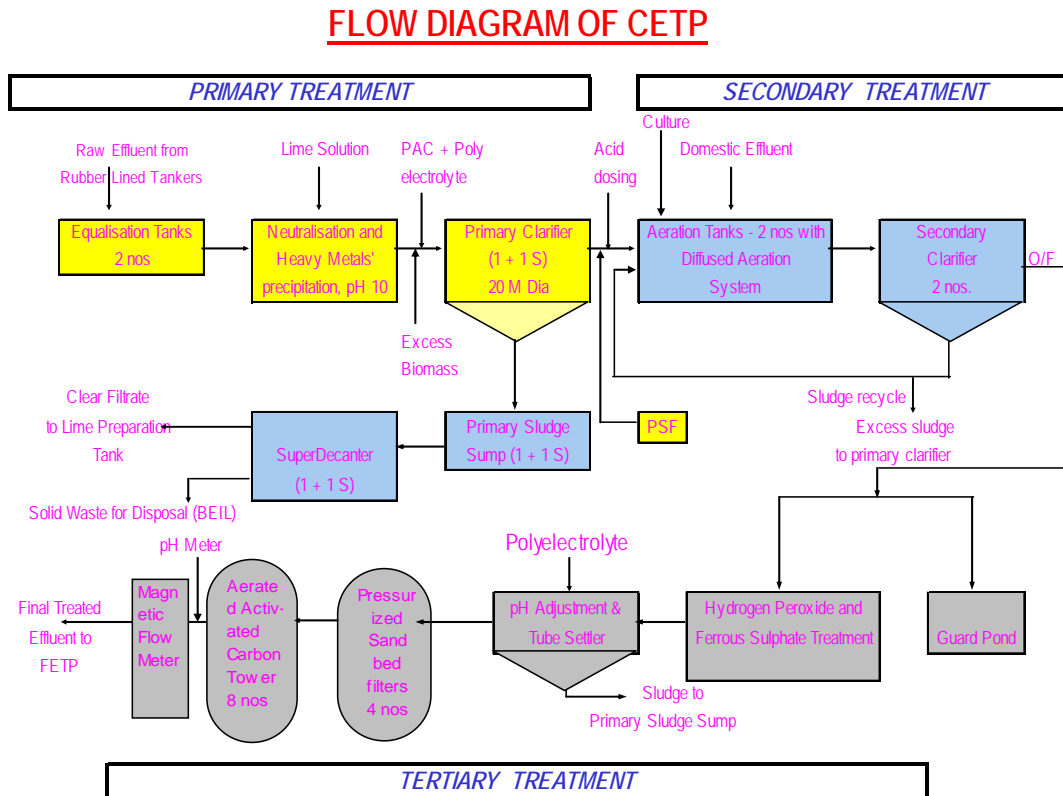 FLOW DIAGRAM OF CETP
PRIMARY TREATMENT
SECONDARY TREATMENT
Raw Effluent from
Rubber Lined Tankers
Lime Solution
PAC + Poly
electrolyte
Acid
dosing
Culture
Domestic Effluent
Equalisation Tanks
2 nos
Neutralisation and
Heavy Metals'
precipitation, pH 10
Primary Clarifier
(1 + 1 S)
20 M Dia
Aeration Tanks - 2 nos with
Diffused Aeration
System
Secondary
Clarifier
2 nos.
O/F
Excess
Biomass
Clear Filtrate
to Lime Preparation
Tank
SuperDecanter
(1 + 1 S)
Primary Sludge
Sump (1 + 1 S)
PSF
Sludge recycle
Excess sludge
to primary clarifier
Solid Waste for Disposal (BEIL)
pH Meter
Polyelectrolyte
Final Treated
Effluent to
FETP
Magn
etic
Flow
Meter
Aerate
d Activ-
ated
Carbon
Tower
8 nos
Pressur
ized
Sand
bed
filters
4 nos
pH Adjustment &
Tube Settler
Hydrogen Peroxide and
Ferrous Sulphate Treatment
Guard Pond
Sludge to
Primary Sludge Sump
TERTIARY TREATMENT